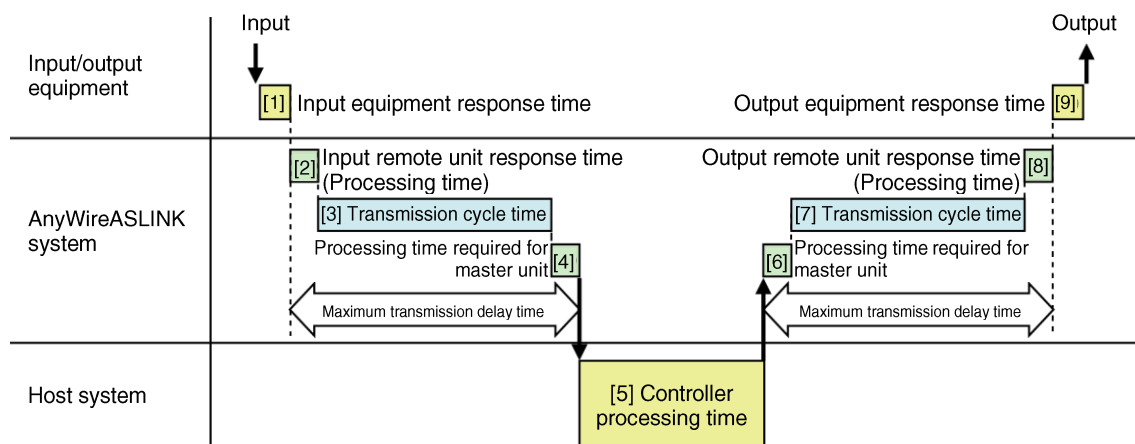 Input
Output
Input/output
equipment
[1]
Input equipment response time
Output equipment response time
[9]
[2]
Input remote unit response time
(Processing time)
Output remote unit response time
(Processing time)
[8]
AnyWireASLINK
system
[3] Transmission cycle time
[7] Transmission cycle time
Processing time required for
master unit
[4]
[6]
Processing time required for
master unit
Maximum transmission delay time
Maximum transmission delay time
Host system
[5] Controller
processing time